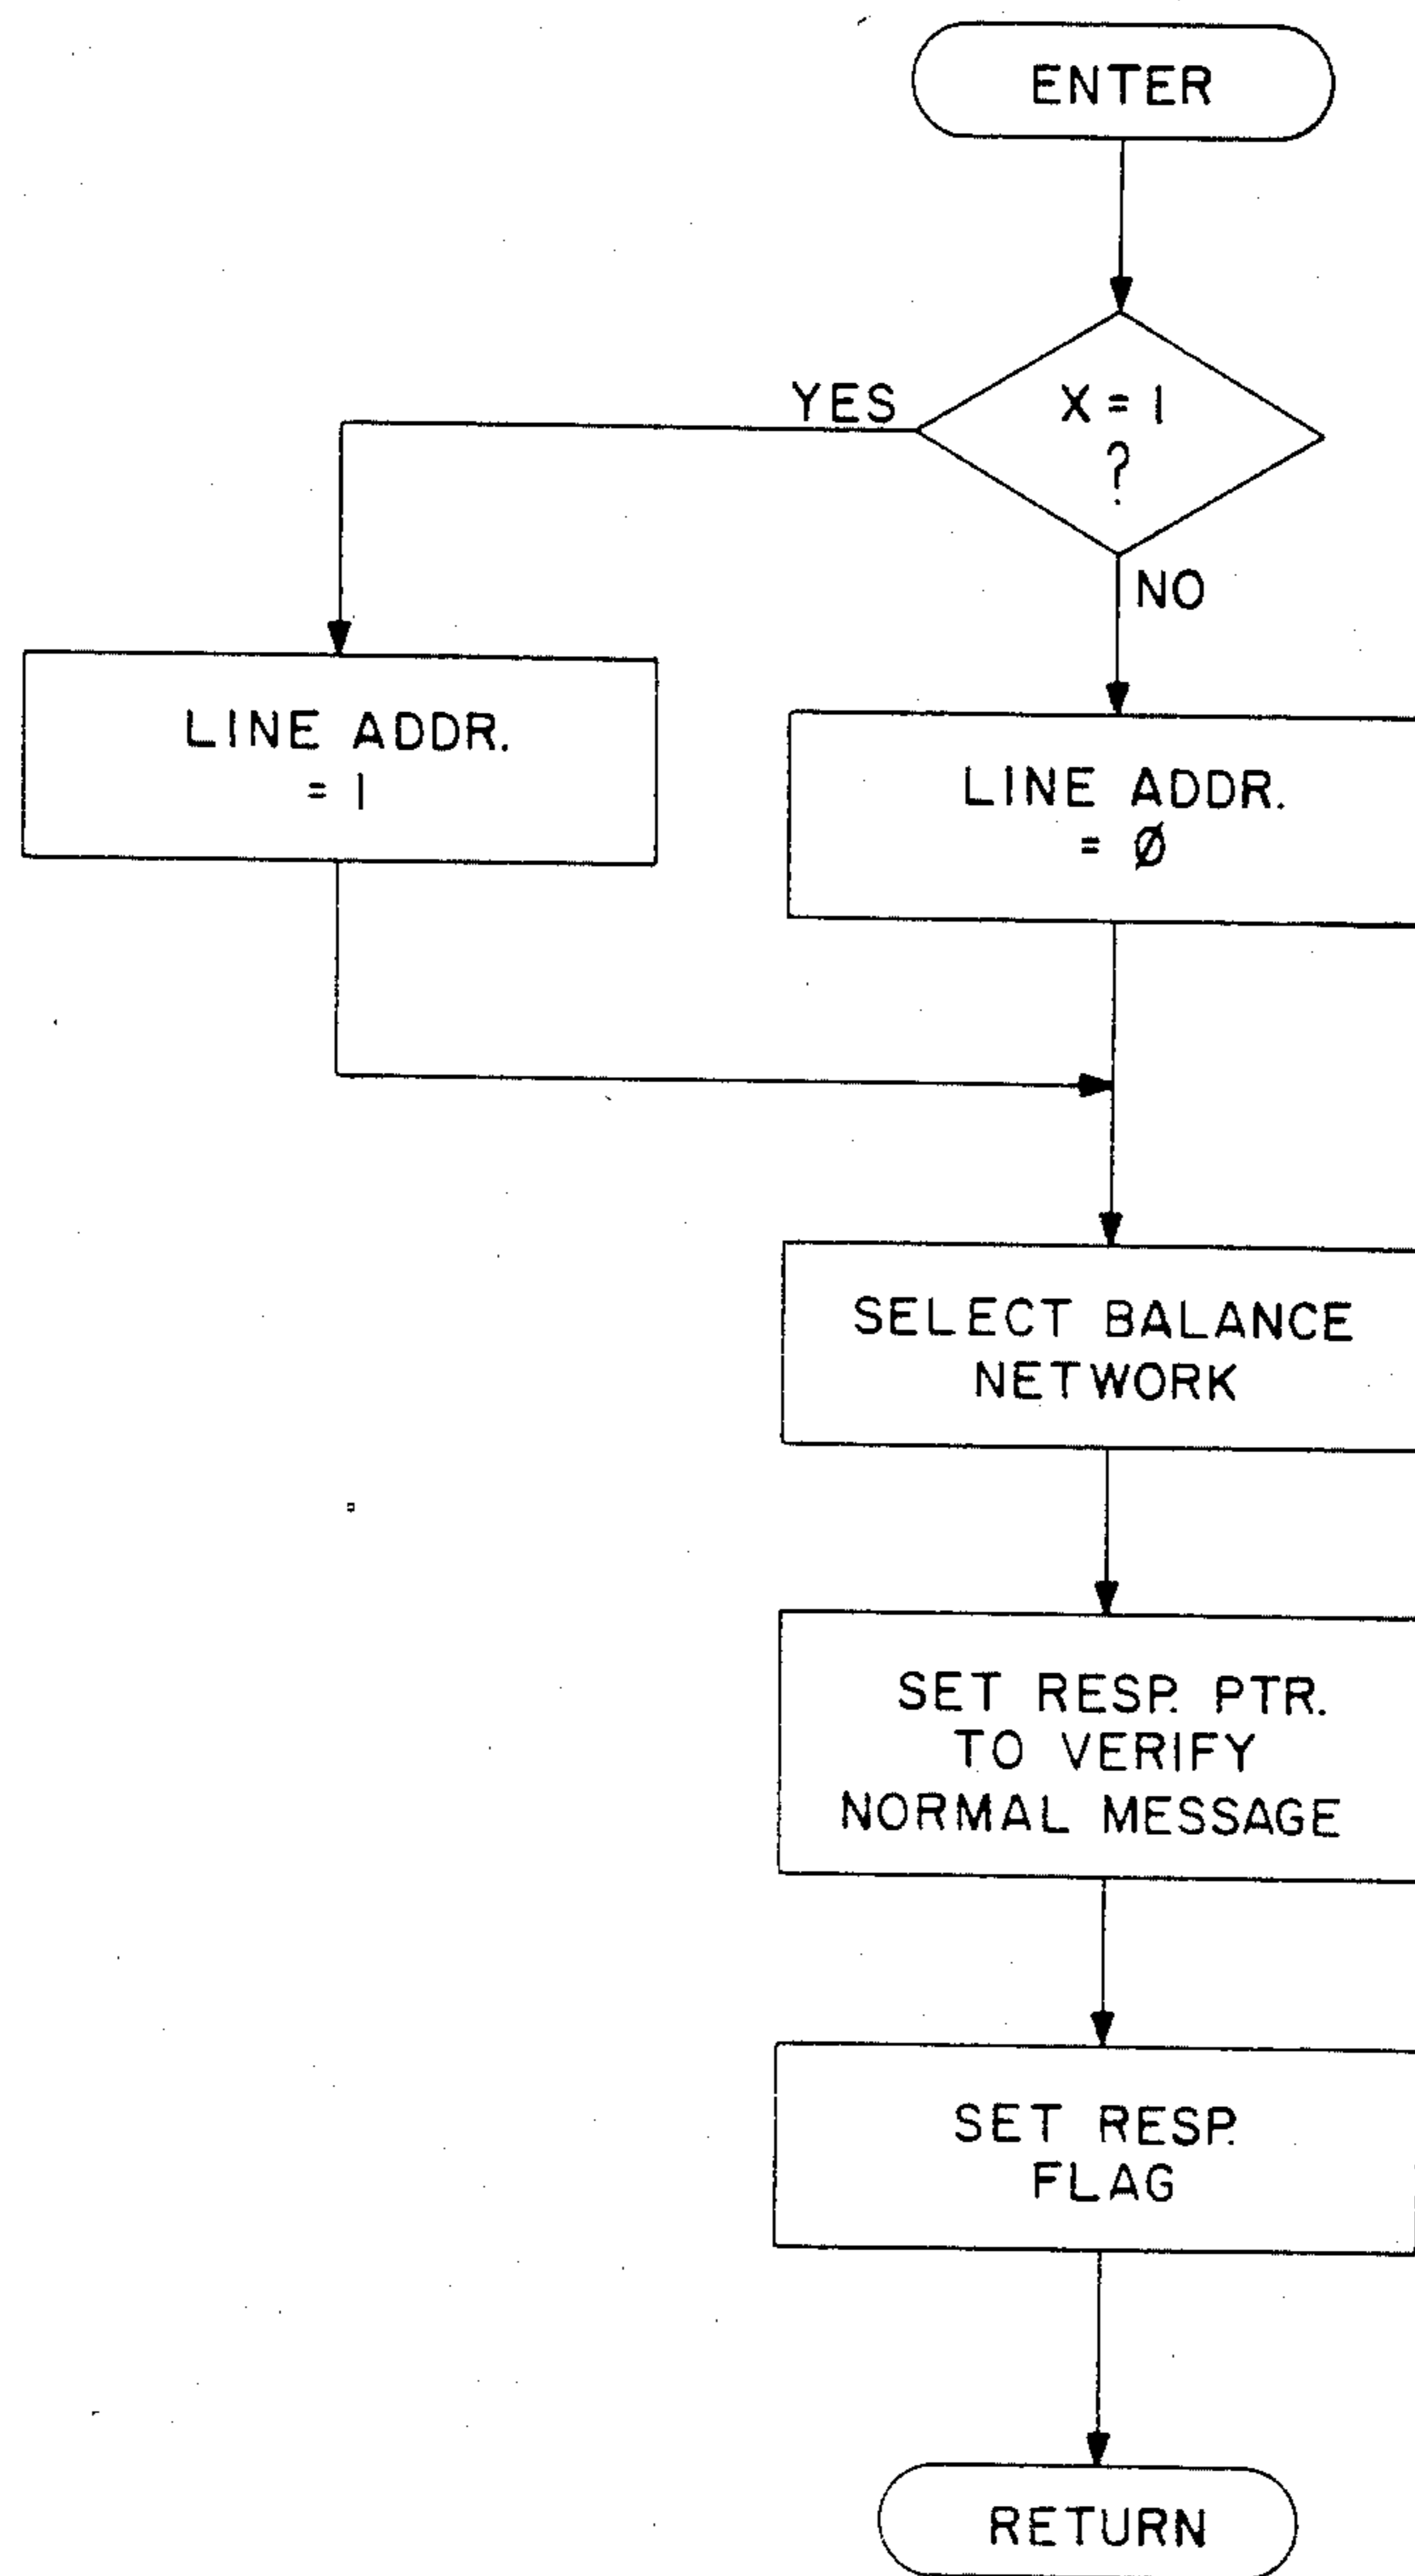 ENTER
YES
X = 1
?
NO
LINE ADDR.
= 1
LINE ADDR.
= Ø
SELECT BALANCE
NETWORK
SET RESP. PTR.
TO VERIFY
NORMAL MESSAGE
SET RESP.
FLAG
RETURN